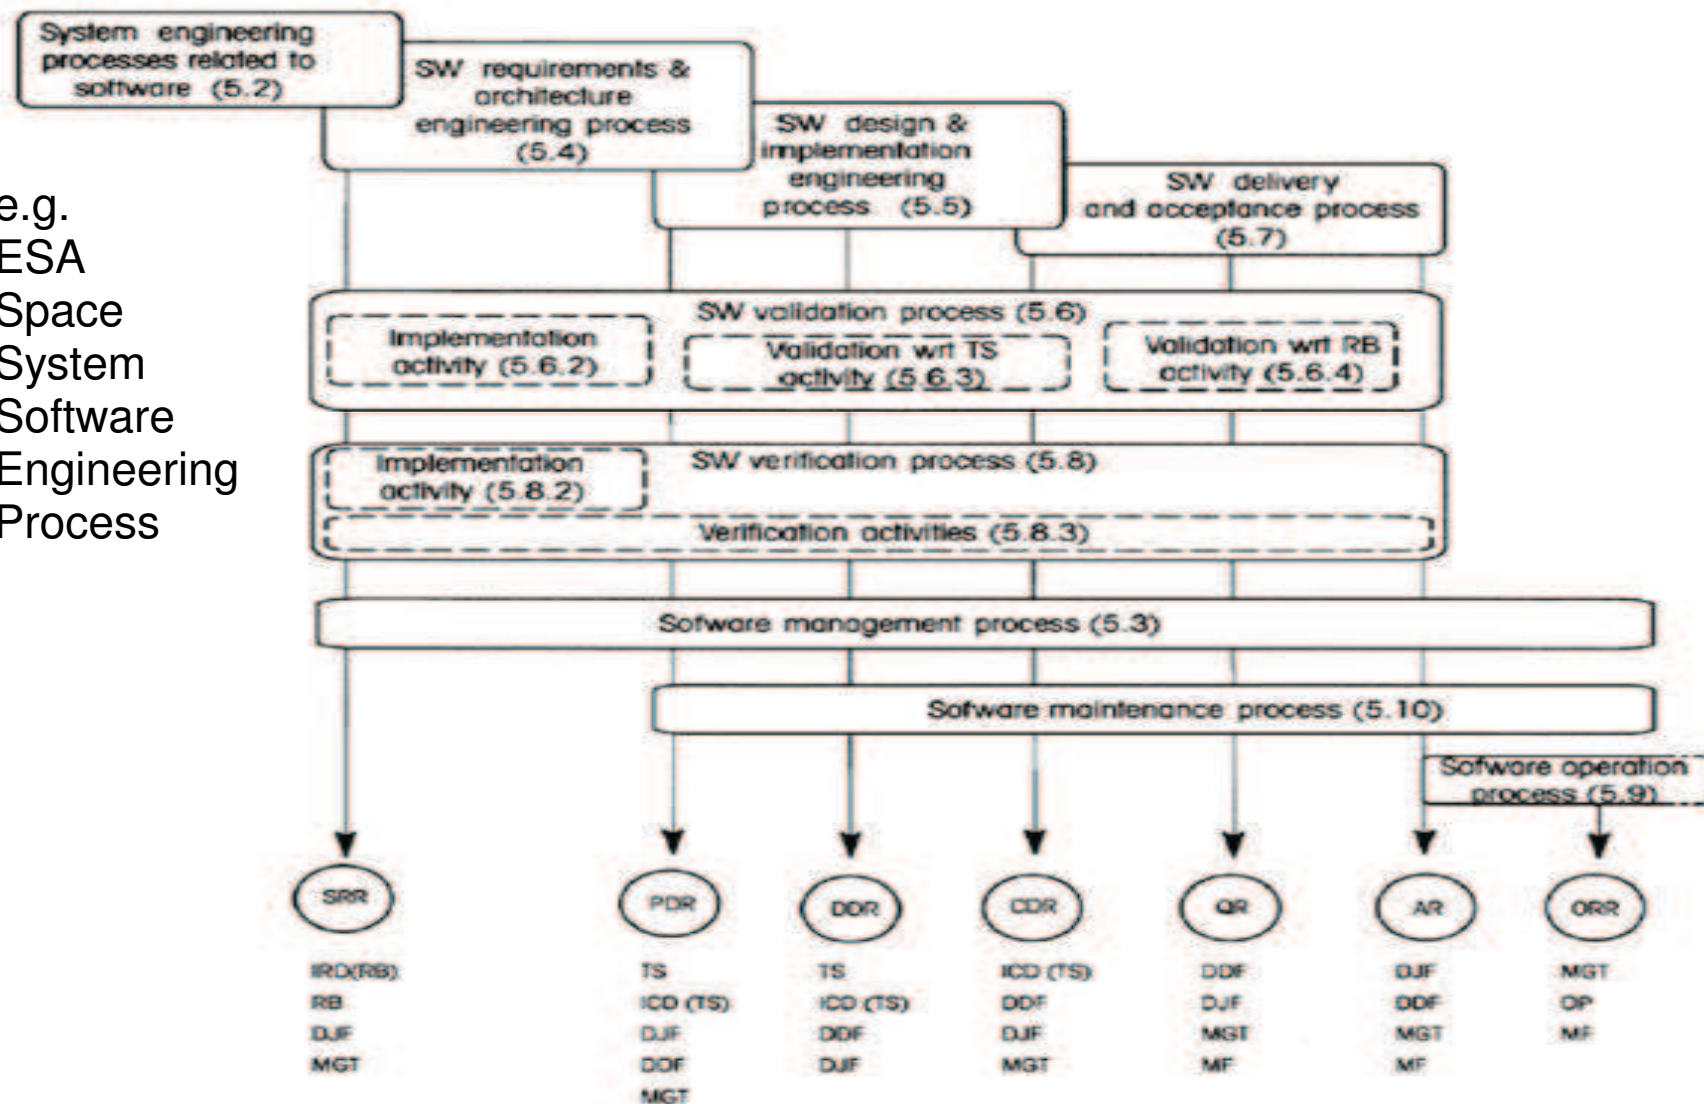 System engineering
processes related to
software (5.2)
SW requirements &
architecture
engineering process
(5.4)
SW design &
implementation
engineering
process (5.5)
SW delivery
and acceptance process
(5.7)
e.g.
ESA
Space
System
Software
Engineering
Process
SW validation process (5.6)
Implementation
activity (5.6.2)
Validation wrt TS
activity (5.6.3)
Validation wrt RB
activity (5.6.4)
SW verification process (5.8)
Implementation
activity (5.8.2)
Verification activities (5.8.3)
Sofware management process (5.3)
Sofware maintenance process (5.10)
Sofware operation
process (5.9)
SRR
PDR
DDR
CDR
QR
AR
ORR
IRD(RB)
RB
DJF
MGT
TS
ICD (TS)
DJF
DDF
MGT
TS
ICD (TS)
DDF
DJF
ICD (TS)
DDF
DJF
MGT
DDF
DJF
MGT
MF
DJF
DDF
MGT
MF
MGT
OP
MF